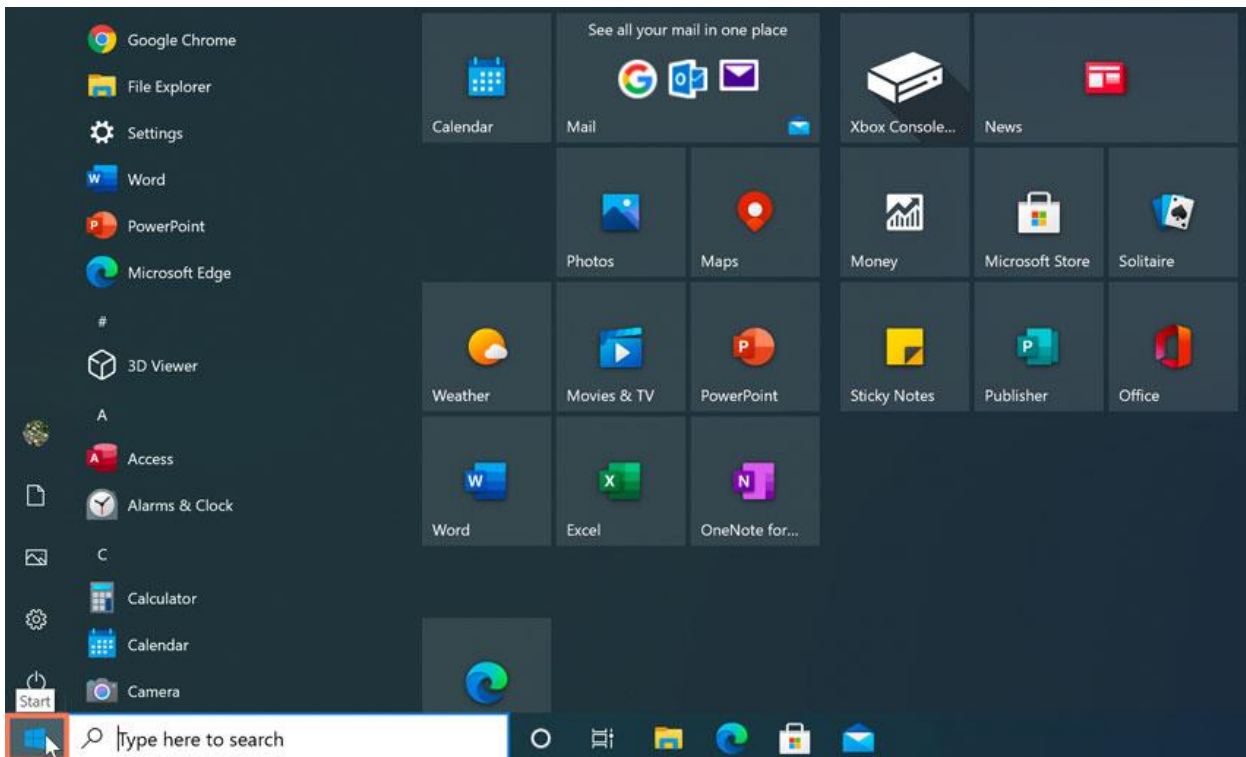 Google Chrome
File Explorer
Settings
Word
PowerPoint
Microsoft Edge
#
3D Viewer
A
Access
Alarms & Clock
C
Calculator
Calendar
Camera
See all your mail in one place
Calendar
Mail
Xbox Console...
News
Photos
Maps
Money
Microsoft Store
Solitaire
Weather
Movies & TV
PowerPoint
Sticky Notes
Publisher
Office
Word
Excel
OneNote for...
Start
Type here to search